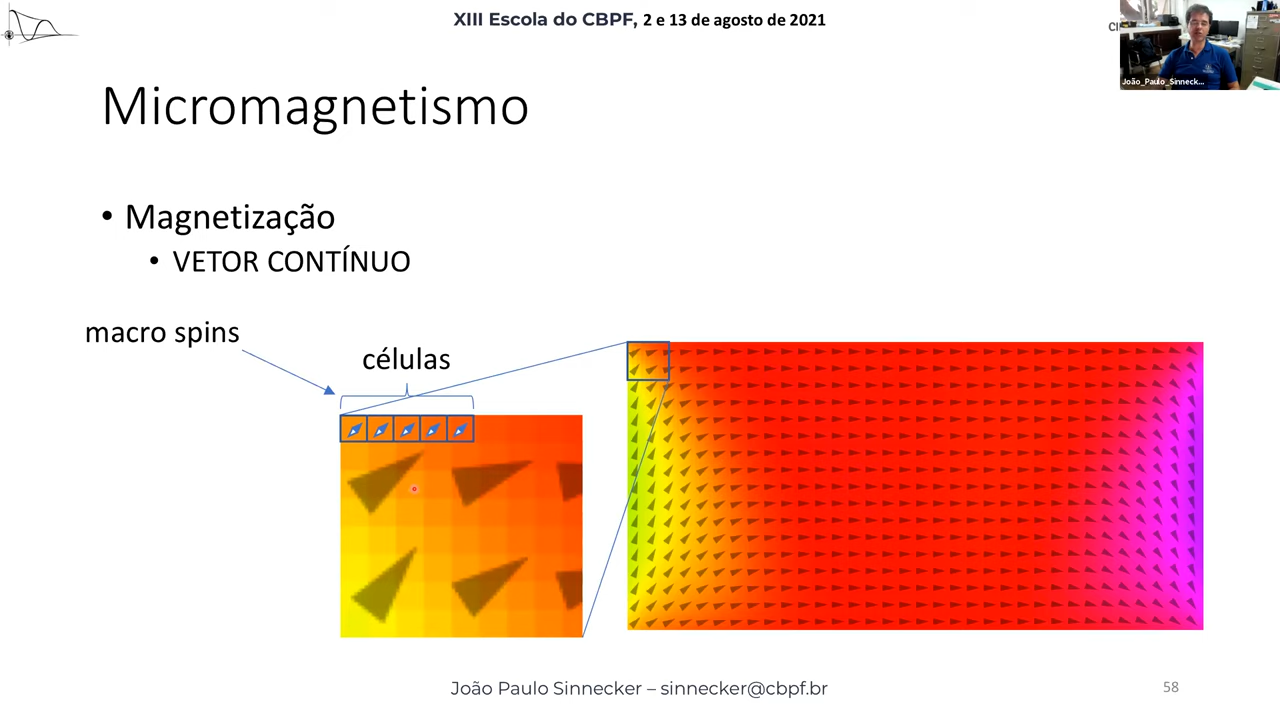 XIII Escola do CBPF, 2 e 13 de agosto de 2021
CI
João_Paulo_Sinneck...
Micromagnetismo
• Magnetização
• VETOR CONTÍNUO
macro spins
células
João Paulo Sinnecker – sinnecker@cbpf.br
58